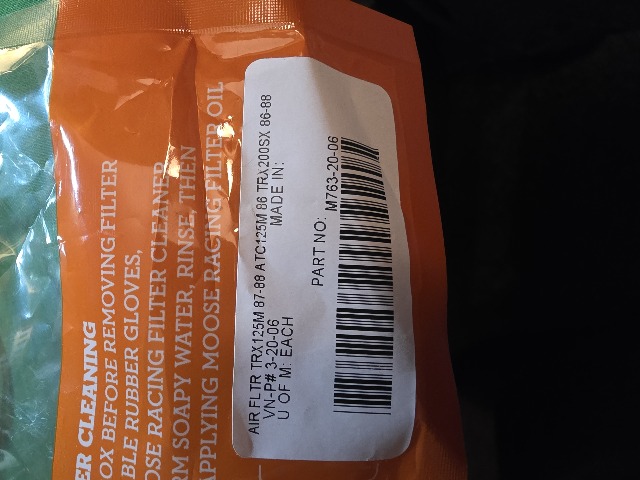 AIR FLTR TRX125M 87-88 ATC125M 86 TRX200SX 86-88
VN-P# 3-20-06 MADE IN:
U OF M: EACH
PART NO: M763-20-06
ER CLEANING
OX BEFORE REMOVING FILTER
BLE RUBBER GLOVES,
OSE RACING FILTER CLEANER
RM SOAPY WATER, RINSE, THEN
APPLYING MOOSE RACING FILTER OIL